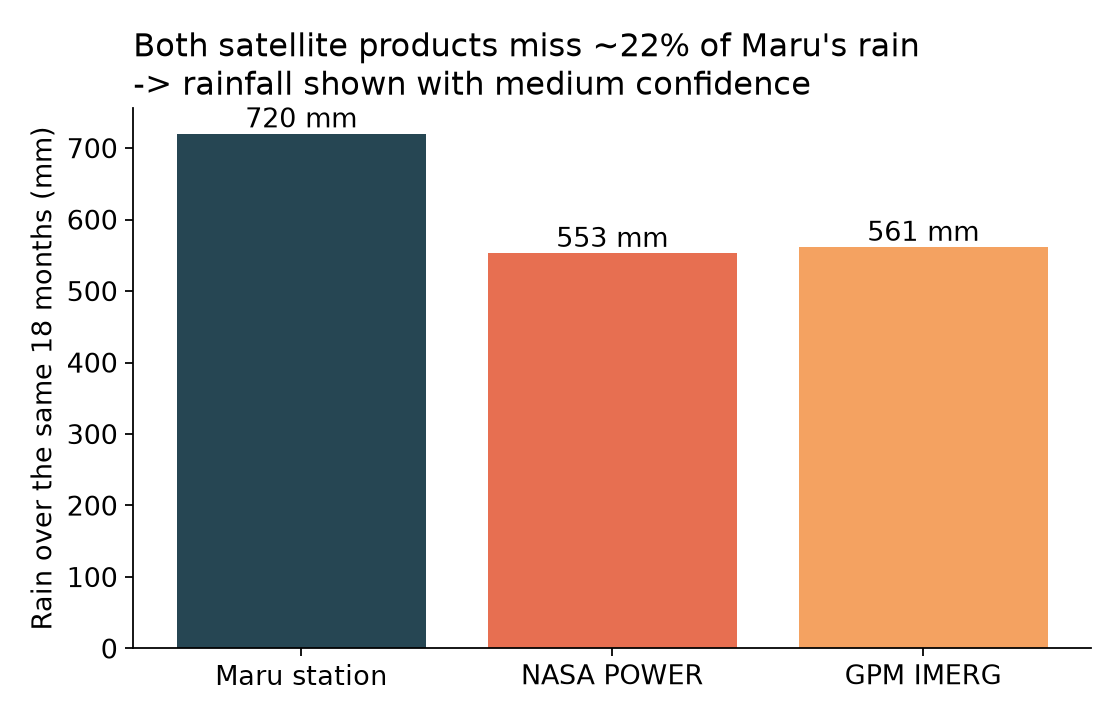 Both satellite products miss ~22% of Maru's rain
-> rainfall shown with medium confidence
720 mm
553 mm
561 mm
Rain over the same 18 months (mm)
700
600
500
400
300
200
100
0
Maru station
NASA POWER
GPM IMERG